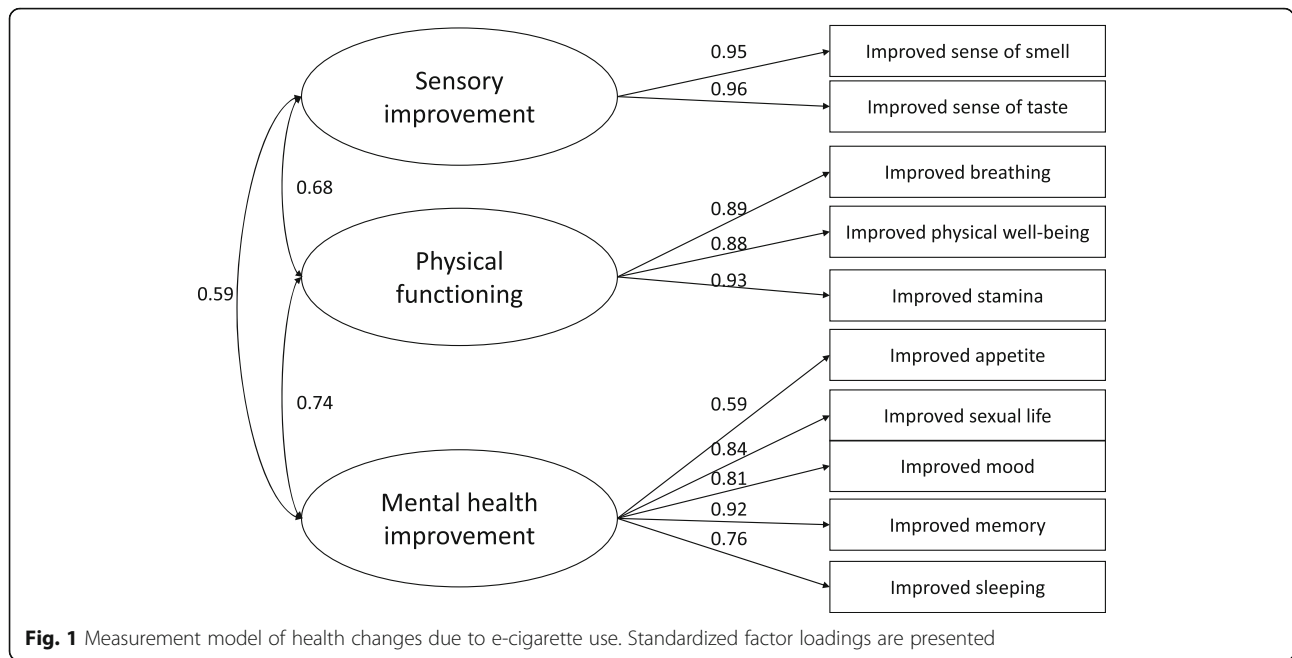 Sensory
improvement
0.95
Improved sense of smell
0.96
Improved sense of taste
0.68
Physical
functioning
0.89
Improved breathing
0.88
Improved physical well-being
0.93
Improved stamina
0.59
0.74
Mental health
improvement
0.59
Improved appetite
0.84
Improved sexual life
0.81
Improved mood
0.92
Improved memory
0.76
Improved sleeping
Fig. 1 Measurement model of health changes due to e-cigarette use. Standardized factor loadings are presented